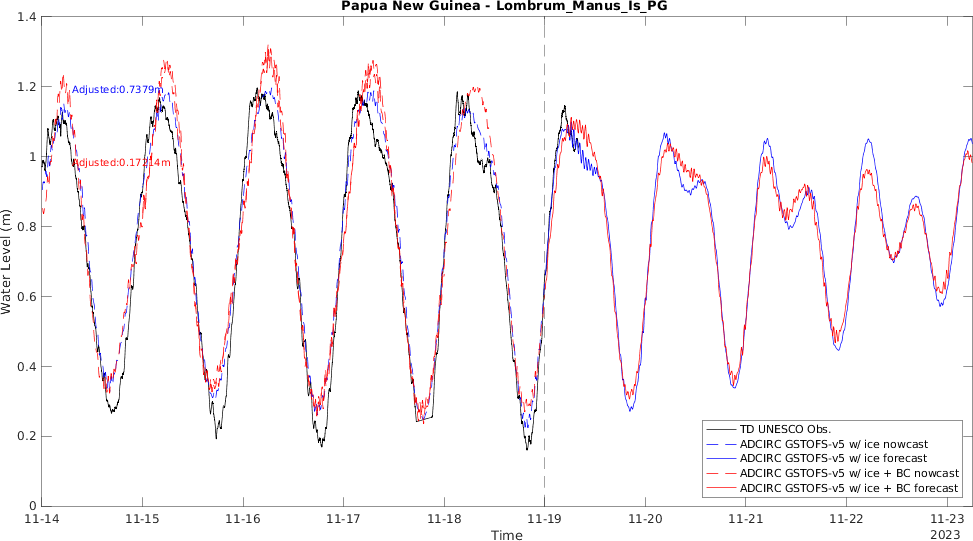 Papua New Guinea - Lombrum_Manus_Is_PG
1.4
1.2
1
0.8
0.6
0.4
0.2
0
Water Level (m)
Adjusted:0.7379m
Adjusted:0.17214m
TD UNESCO Obs.
ADCIRC GSTOFS-v5 w/ ice nowcast
ADCIRC GSTOFS-v5 w/ ice forecast
ADCIRC GSTOFS-v5 w/ ice + BC nowcast
ADCIRC GSTOFS-v5 w/ ice + BC forecast
11-14 11-15 11-16 11-17 11-18 11-19 11-20 11-21 11-22 11-23
2023
Time